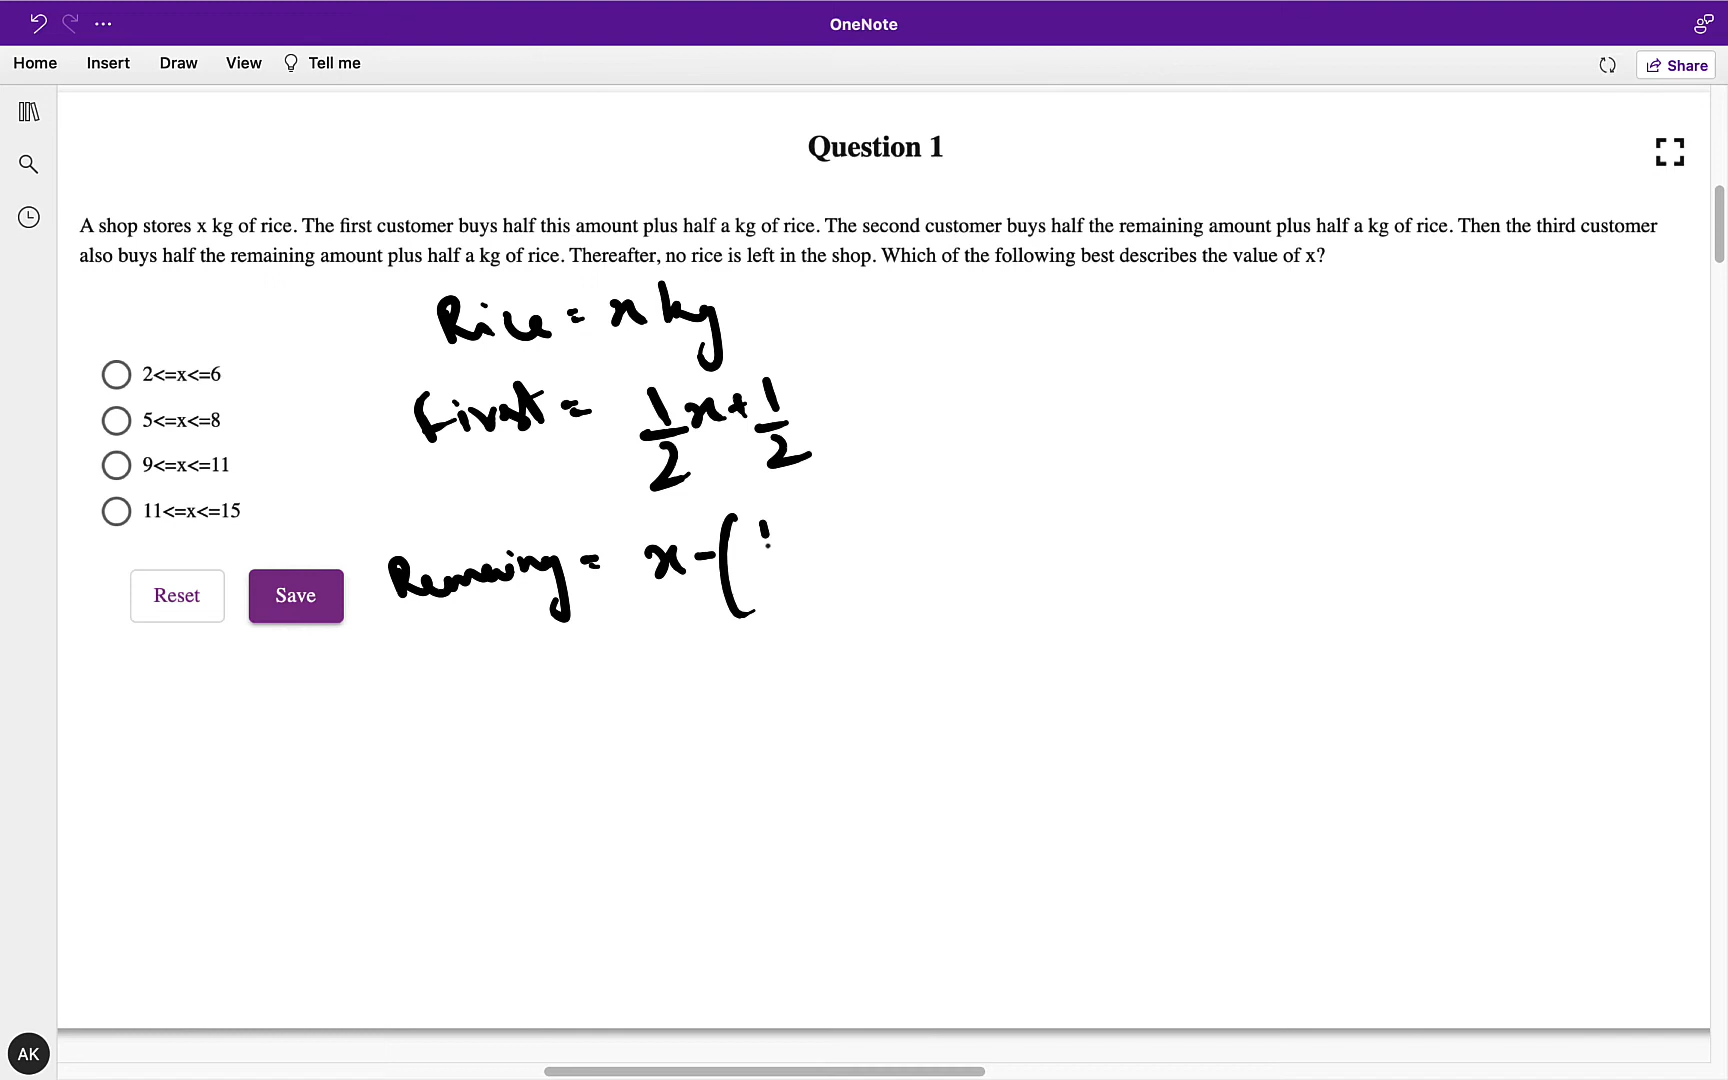 OneNote
Home Insert Draw View Tell me Share
Question 1
A shop stores x kg of rice. The first customer buys half this amount plus half a kg of rice. The second customer buys half the remaining amount plus half a kg of rice. Then the third customer
also buys half the remaining amount plus half a kg of rice. Thereafter, no rice is left in the shop. Which of the following best describes the value of x?
Rice = x kg
2<=x<=6
First = 1/2 x + 1/2
5<=x<=8
9<=x<=11
11<=x<=15
Remaining = x - (
Reset Save
AK